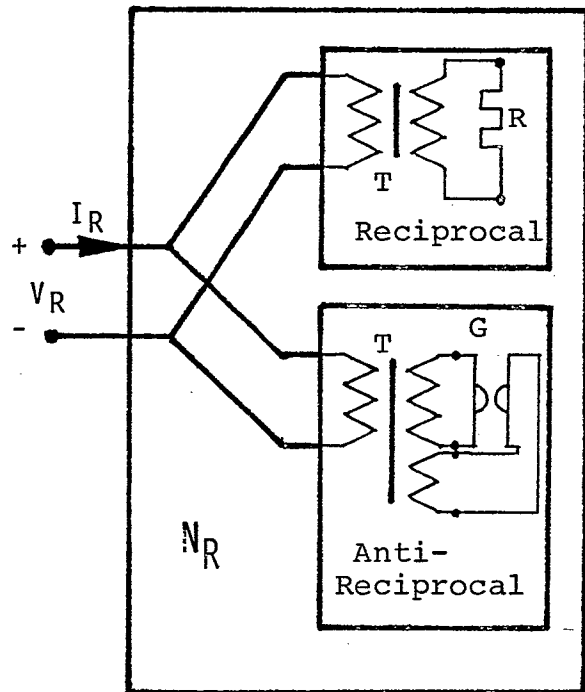 R
T
Reciprocal
I_R
+
V_R
-
T
G
N_R
Anti-
Reciprocal